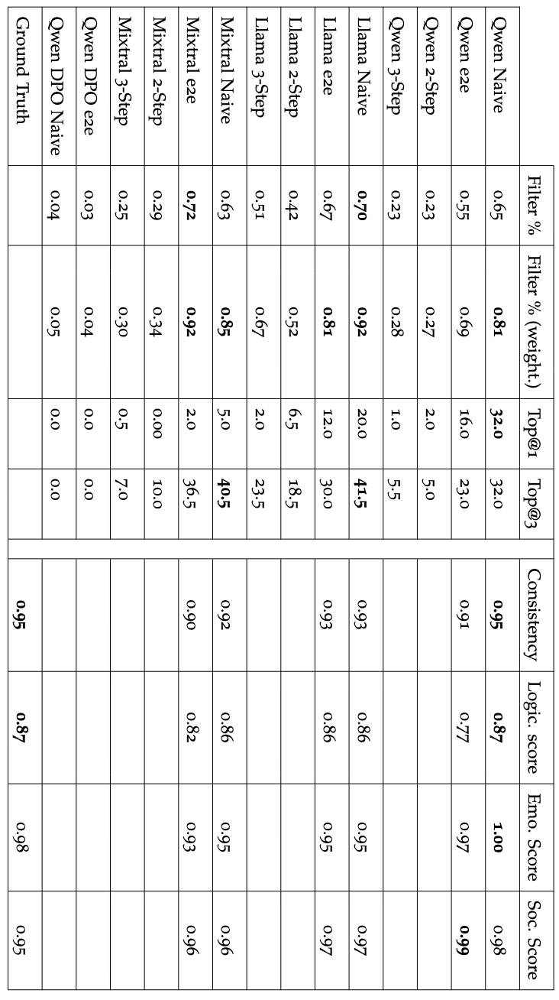 Filter % Filter % (weight.) Top@1 Top@3 Consistency Logic. score Emo. Score Soc. Score
Qwen Naive 0.65 0.81 32.0 32.0 0.95 0.87 1.00 0.98
Qwen e2e 0.55 0.69 16.0 23.0 0.91 0.77 0.97 0.99
Qwen 2-Step 0.23 0.27 2.0 5.0
Qwen 3-Step 0.23 0.28 1.0 5.5
Llama Naive 0.70 0.92 20.0 41.5 0.93 0.86 0.95 0.97
Llama e2e 0.67 0.81 12.0 30.0 0.93 0.86 0.95 0.97
Llama 2-Step 0.42 0.52 6.5 18.5
Llama 3-Step 0.51 0.67 2.0 23.5
Mixtral Naive 0.63 0.85 5.0 40.5 0.92 0.86 0.95 0.96
Mixtral e2e 0.72 0.92 2.0 36.5 0.90 0.82 0.93 0.96
Mixtral 2-Step 0.29 0.34 0.00 10.0
Mixtral 3-Step 0.25 0.30 0.5 7.0
Qwen DPO e2e 0.03 0.04 0.0 0.0
Qwen DPO Naive 0.04 0.05 0.0 0.0
Ground Truth 0.95 0.87 0.98 0.95